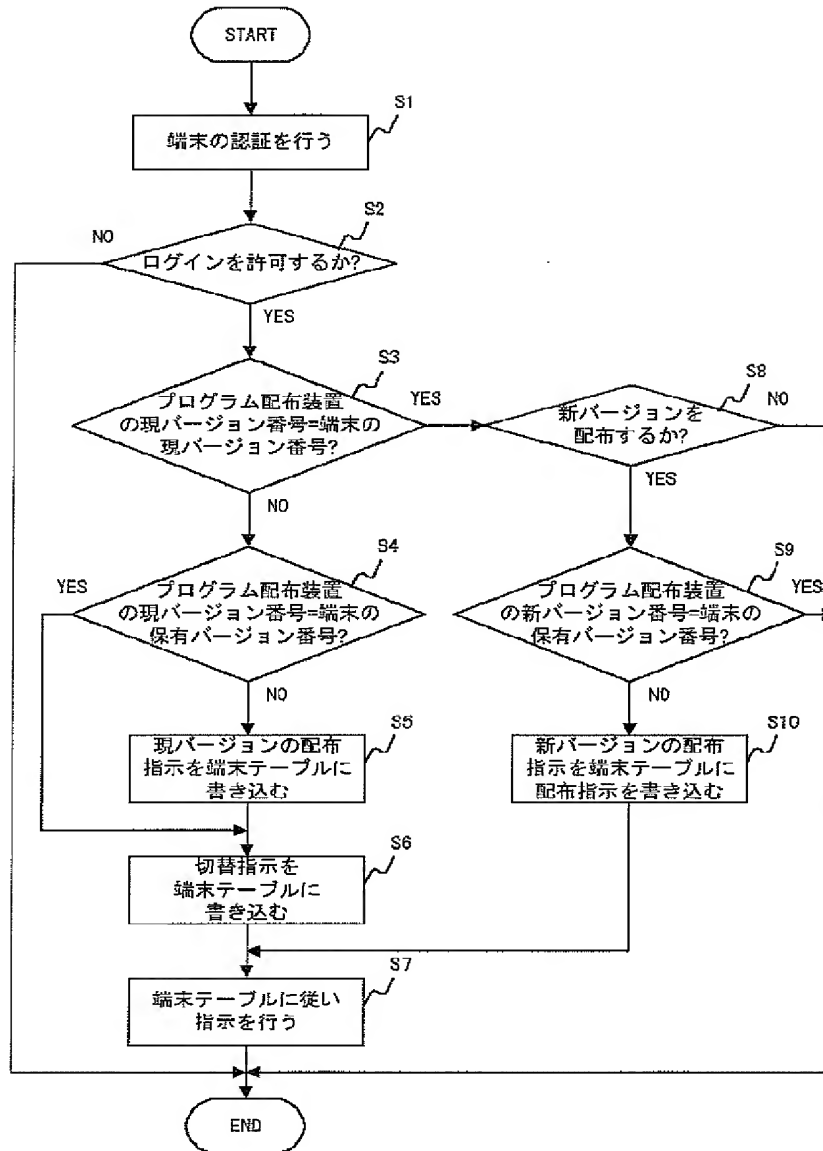 START
S1
端末の認証を行う
S2
NO
ログインを許可するか?
YES
S3
プログラム配布装置
の現バージョン番号=端末の
現バージョン番号?
YES
NO
S8
新バージョンを
配布するか?
NO
YES
S4
YES
プログラム配布装置
の現バージョン番号=端末の
保有バージョン番号?
NO
S9
プログラム配布装置
の新バージョン番号=端末の
保有バージョン番号?
YES
NO
S5
現バージョンの配布
指示を端末テーブルに
書き込む
S10
新バージョンの配布
指示を端末テーブルに
配布指示を書き込む
S6
切替指示を
端末テーブルに
書き込む
S7
端末テーブルに従い
指示を行う
END